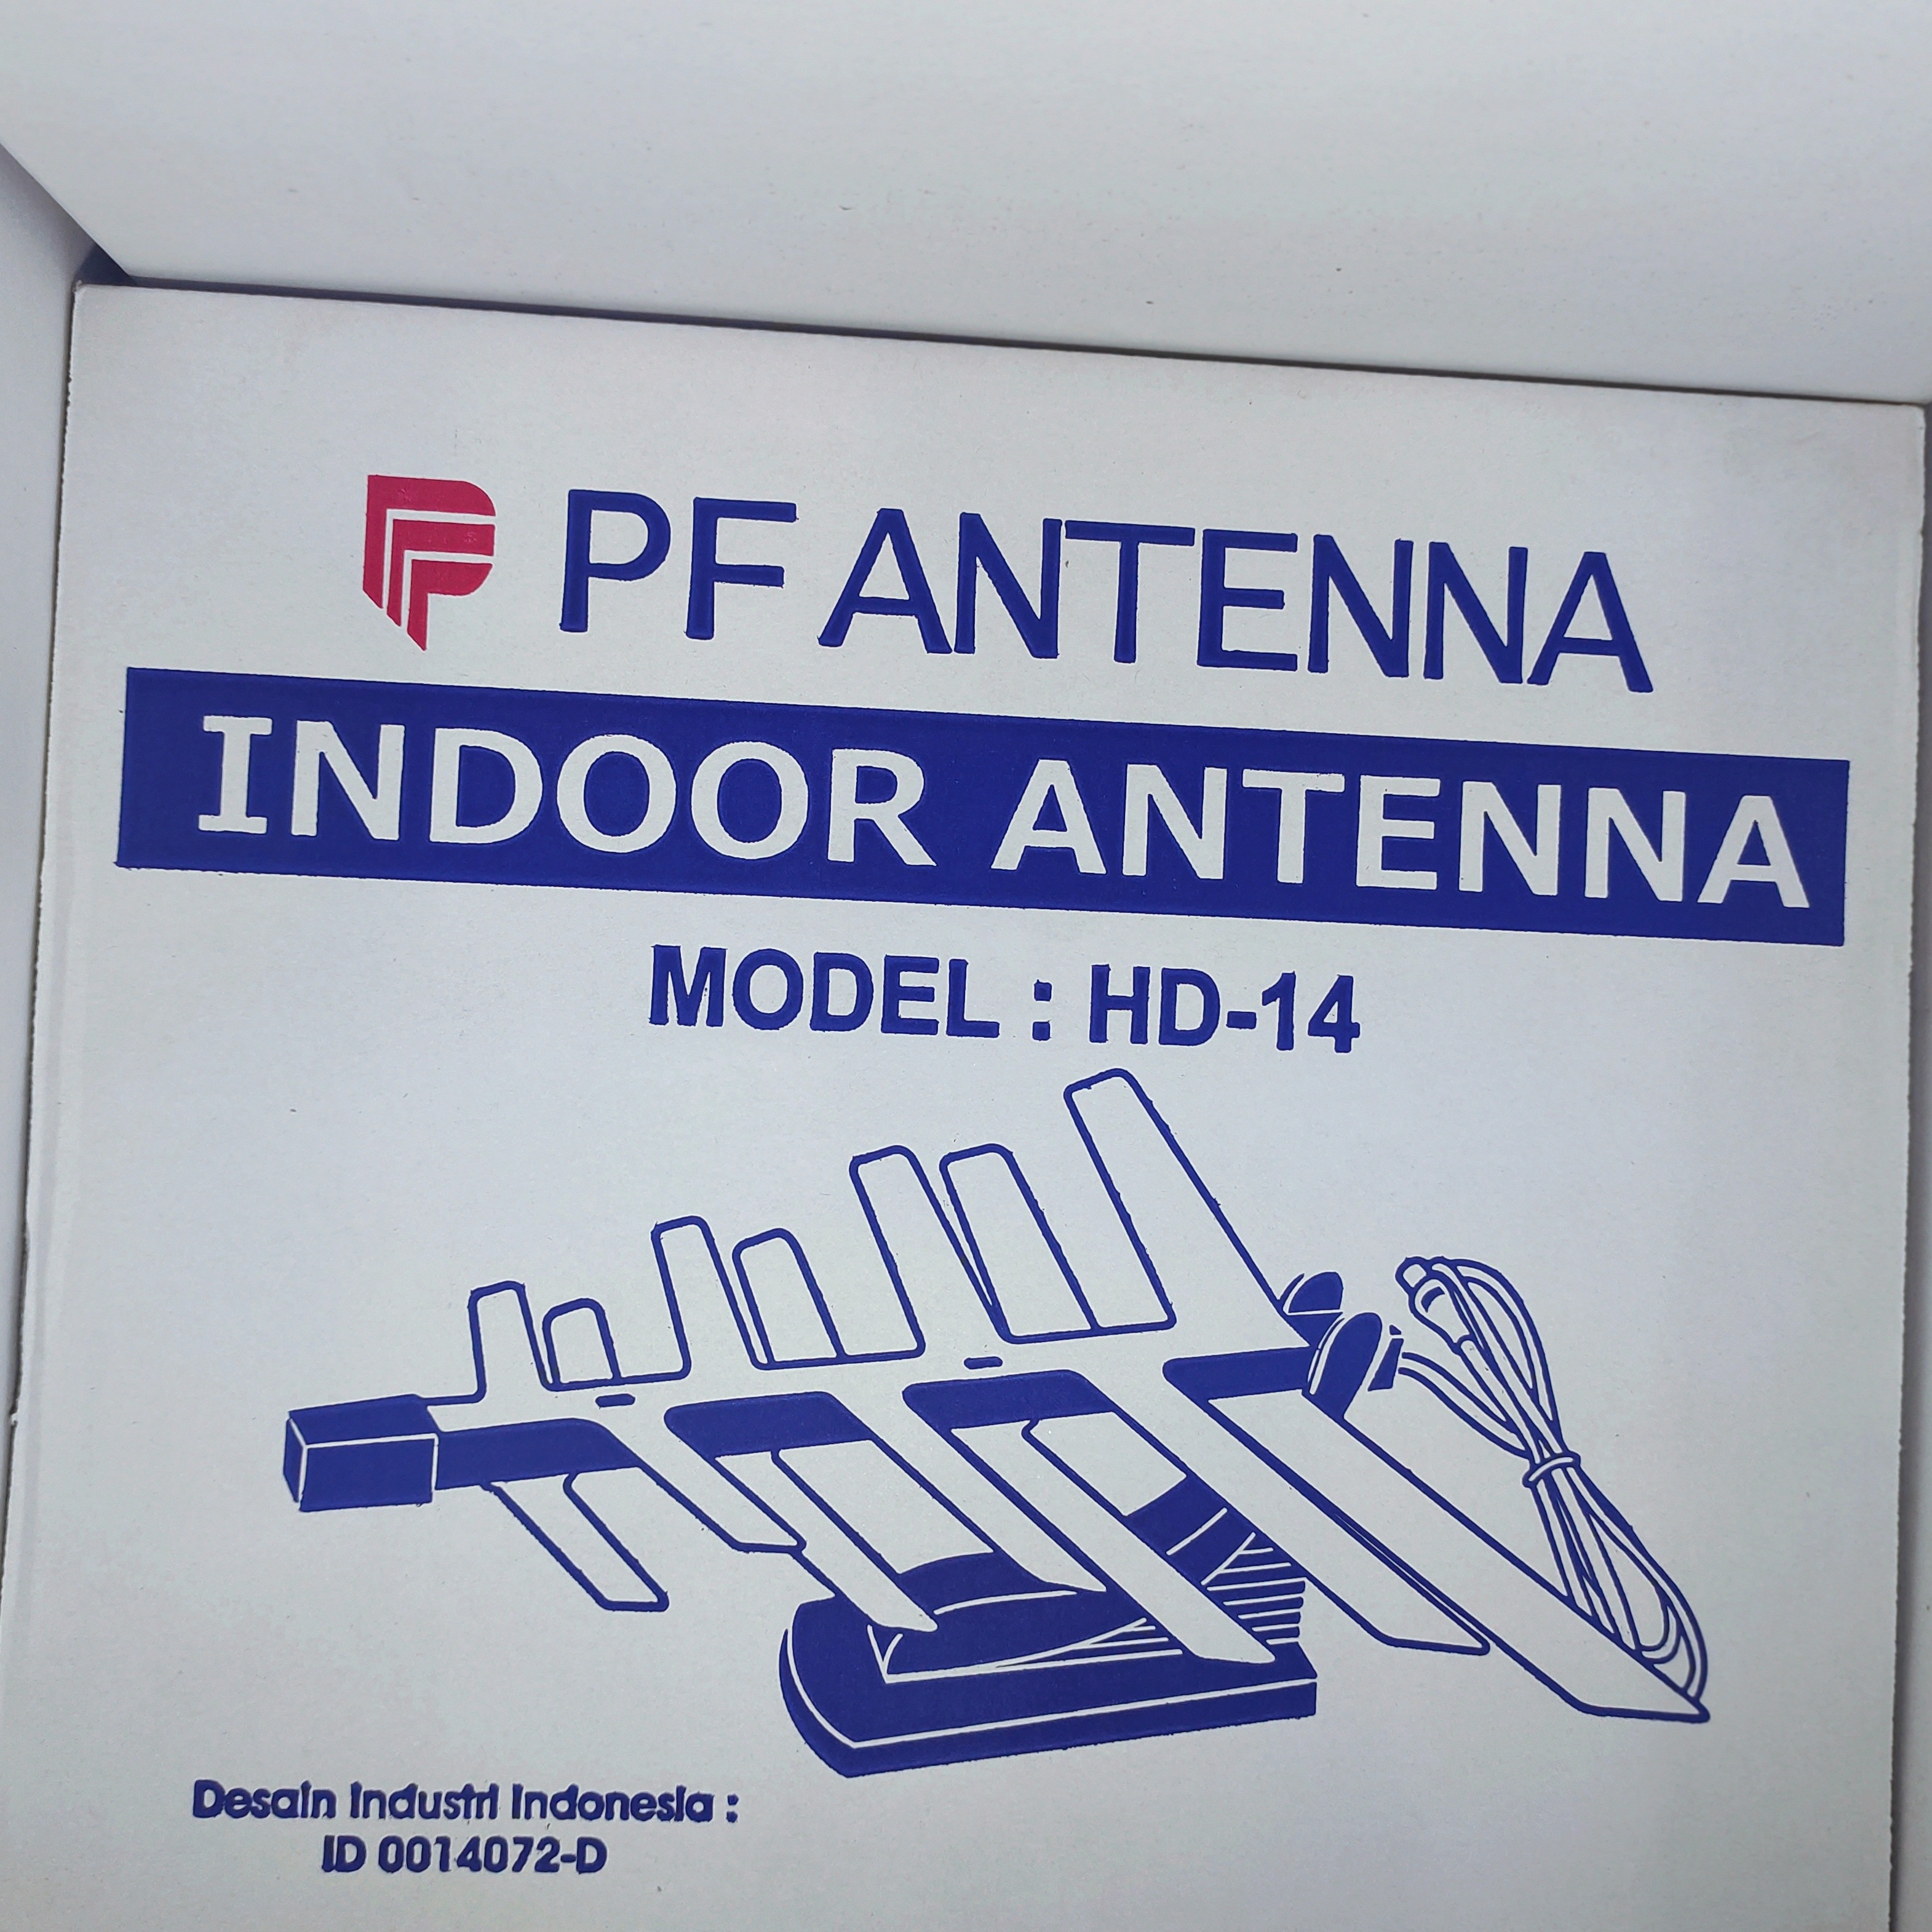 PF ANTENNA
INDOOR ANTENNA
MODEL : HD-14
Desain Industri Indonesia :
ID 0014072-D